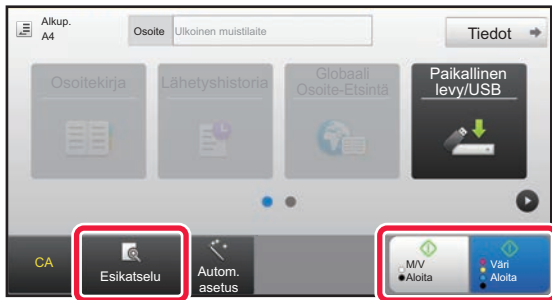 Alkup.
A4
Osoite
Ulkoinen muistilaite
Tiedot
Osoitekirja
Lähetyshistoria
Globaali
Osoite-Etsintä
Paikallinen
levy/USB
CA
Esikatselu
Autom.
asetus
M/V
Aloita
Väri
Aloita